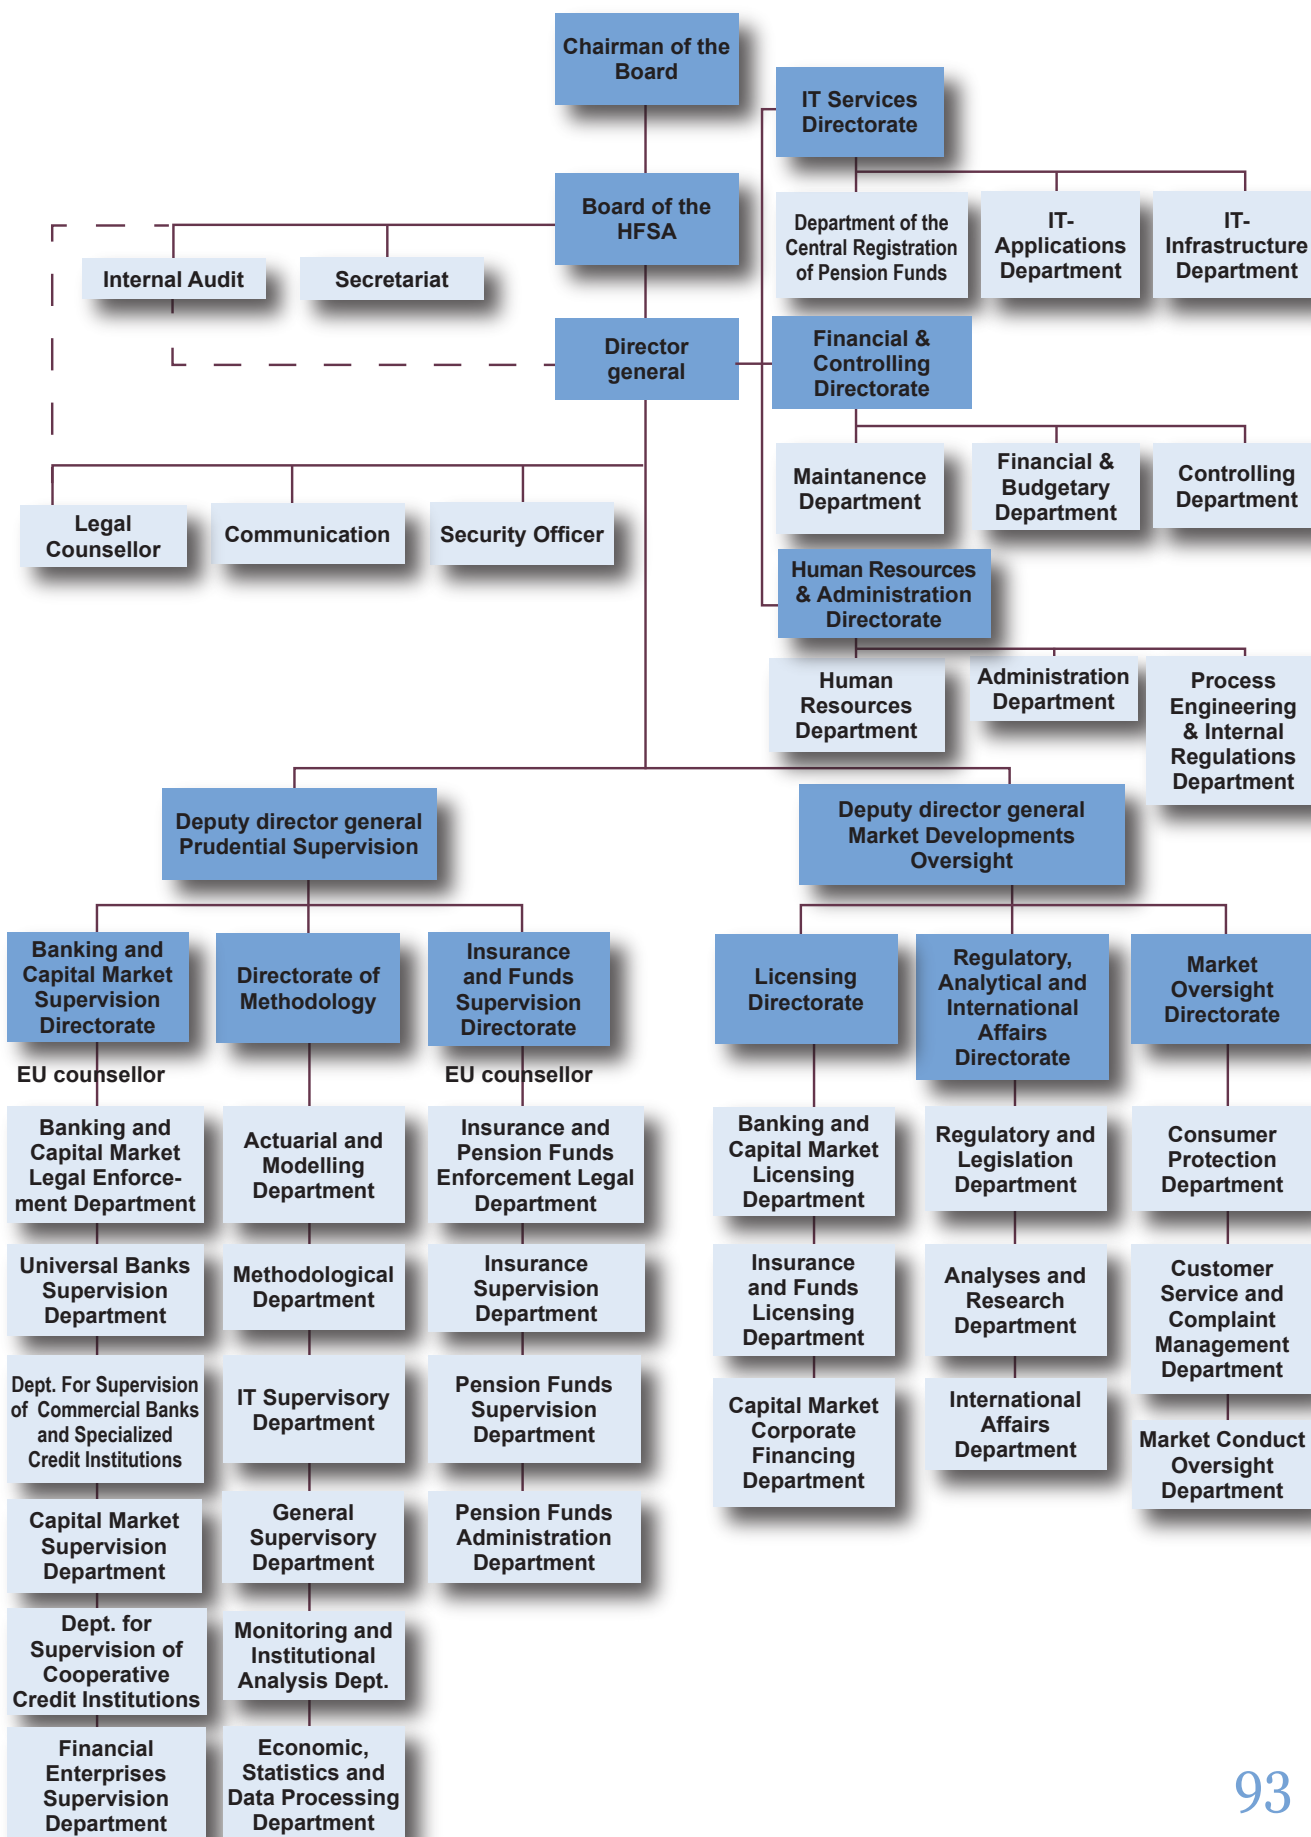 Chairman of the
Board
IT Services
Directorate
Board of the
HFSA
Department of the
Central Registration
of Pension Funds
IT-
Applications
Department
IT-
Infrastructure
Department
Internal Audit
Secretariat
Director
general
Financial &
Controlling
Directorate
Maintanence
Department
Financial &
Budgetary
Department
Controlling
Department
Legal
Counsellor
Communication
Security Officer
Human Resources
& Administration
Directorate
Human
Resources
Department
Administration
Department
Process
Engineering
& Internal
Regulations
Department
Deputy director general
Prudential Supervision
Deputy director general
Market Developments
Oversight
Banking and
Capital Market
Supervision
Directorate
Directorate of
Methodology
Insurance
and Funds
Supervision
Directorate
Licensing
Directorate
Regulatory,
Analytical and
International
Affairs
Directorate
Market
Oversight
Directorate
EU counsellor
EU counsellor
Banking and
Capital Market
Legal Enforce-
ment Department
Actuarial and
Modelling
Department
Insurance and
Pension Funds
Enforcement Legal
Department
Banking and
Capital Market
Licensing
Department
Regulatory and
Legislation
Department
Consumer
Protection
Department
Universal Banks
Supervision
Department
Methodological
Department
Insurance
Supervision
Department
Insurance
and Funds
Licensing
Department
Analyses and
Research
Department
Customer
Service and
Complaint
Management
Department
Dept. For Supervision
of Commercial Banks
and Specialized
Credit Institutions
IT Supervisory
Department
Pension Funds
Supervision
Department
Capital Market
Corporate
Financing
Department
International
Affairs
Department
Market Conduct
Oversight
Department
Capital Market
Supervision
Department
General
Supervisory
Department
Pension Funds
Administration
Department
Dept. for
Supervision of
Cooperative
Credit Institutions
Monitoring and
Institutional
Analysis Dept.
Financial
Enterprises
Supervision
Department
Economic,
Statistics and
Data Processing
Department
93